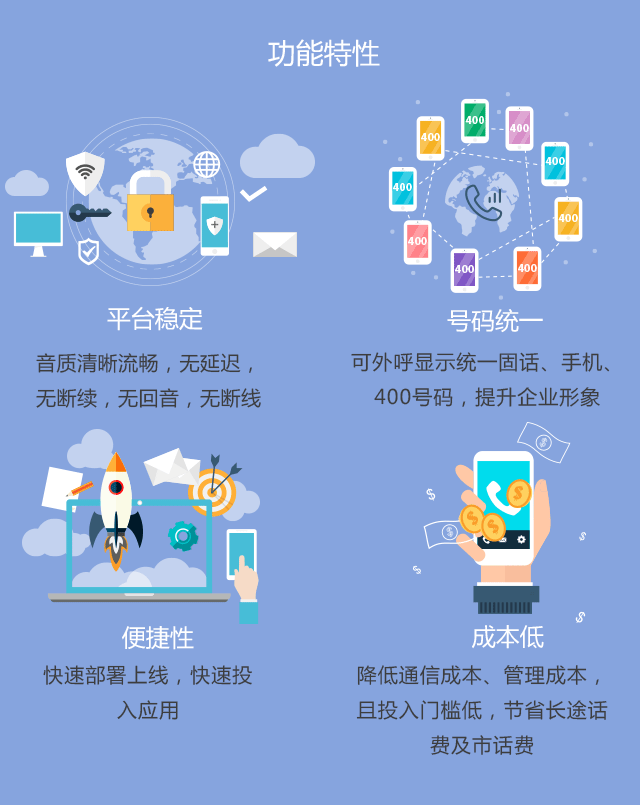 功能特性
400
400
400
400
400
400
400
400
400
平台稳定
音质清晰流畅，无延迟，
无断续，无回音，无断线
号码统一
可外呼显示统一固话、手机、
400号码，提升企业形象
便捷性
快速部署上线，快速投
入应用
成本低
降低通信成本、管理成本，
且投入门槛低，节省长途话
费及市话费